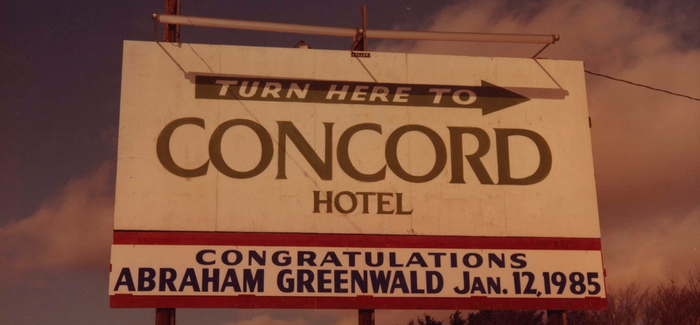 TURN HERE TO
CONCORD
HOTEL
CONGRATULATIONS
ABRAHAM GREENWALD JAN. 12, 1985